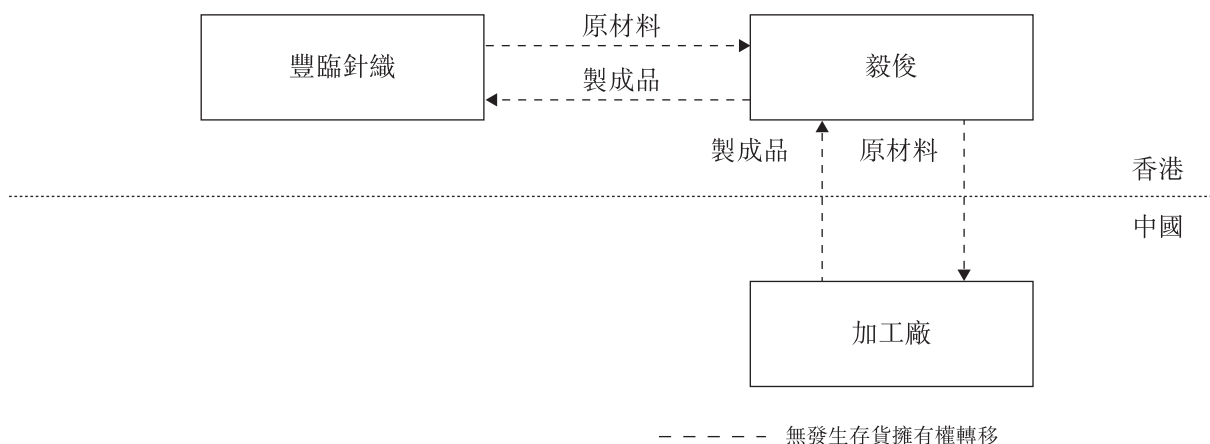 原材料
豐臨針織
毅俊
製成品
製成品
原材料
香港
中國
加工廠
無發生存貨擁有權轉移